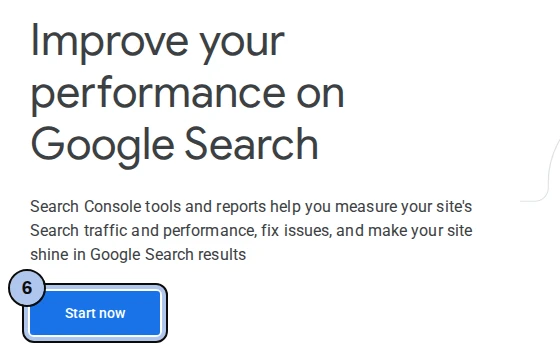 Improve your
performance on
Google Search
Search Console tools and reports help you measure your site's
Search traffic and performance, fix issues, and make your site
shine in Google Search results
6
Start now